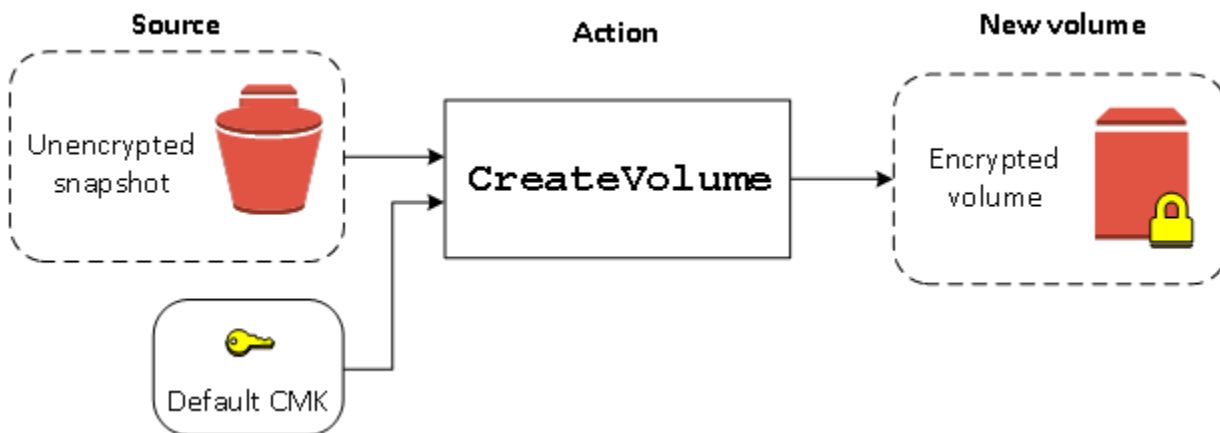 Source
Action
New volume
Unencrypted
snapshot
CreateVolume
Encrypted
volume
Default CMK